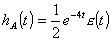 h_A(t) = 1/2 e^{-4t} ε(t)